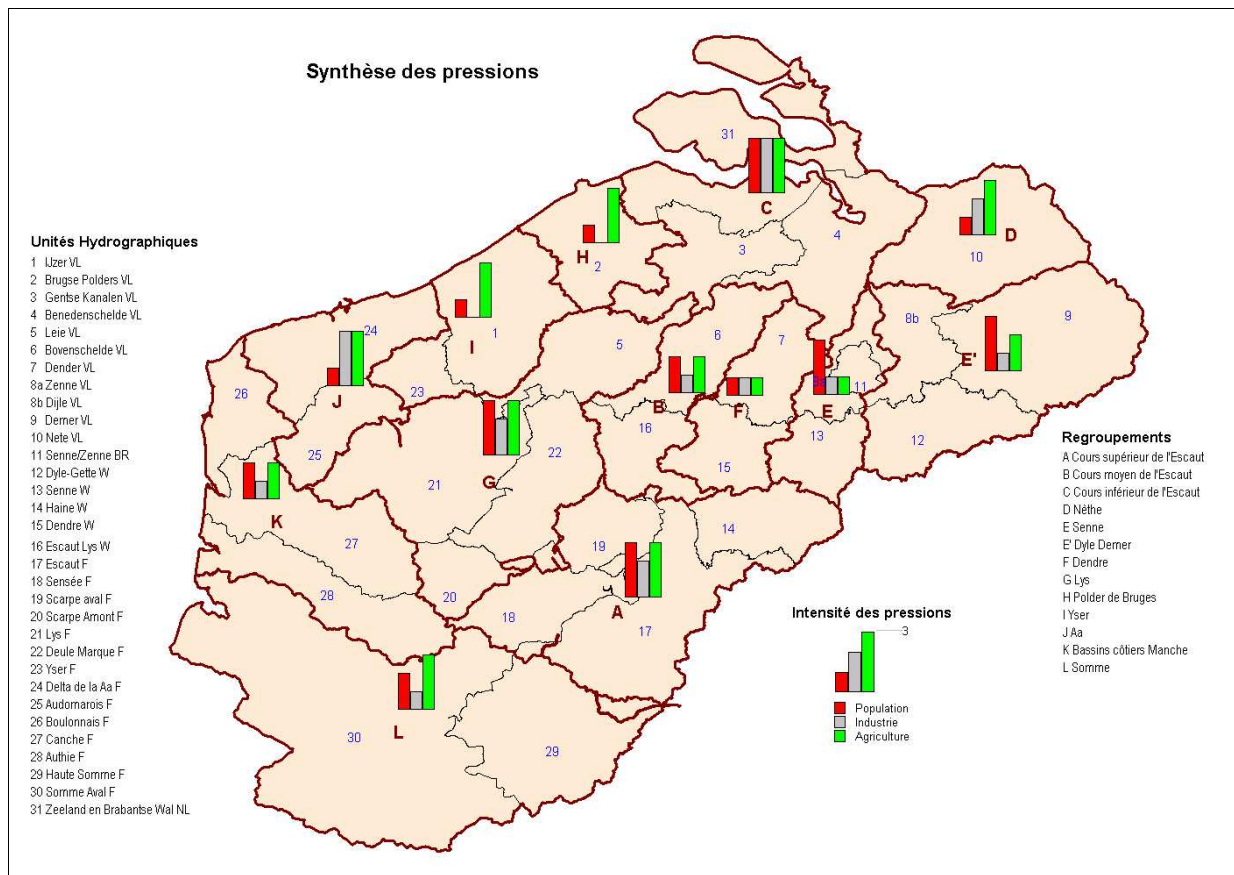 Synthèse des pressions
Unités Hydrographiques
1 IJzer VL
2 Brugse Polders VL
3 Gentse Kanalen VL
4 Benedenschelde VL
5 Leie VL
6 Bovenschelde VL
7 Dender VL
8a Zenne VL
8b Dijle VL
9 Demer VL
10 Nete VL
11 Senne/Zenne BR
12 Dyle-Gette W
13 Senne W
14 Haine W
15 Dendre W
16 Escaut Lys W
17 Escaut F
18 Sensée F
19 Scarpe aval F
20 Scarpe Amont F
21 Lys F
22 Deule Marque F
23 Yser F
24 Delta de la Aa F
25 Audomarois F
26 Boulonnais F
27 Canche F
28 Authie F
29 Haute Somme F
30 Somme Aval F
31 Zeeland en Brabantse Wal NL
31
C
4
3
D
10
H
2
I
1
5
6
7
8b
9
E'
24
J
23
26
25
B
F
8a
11
E
16
15
13
12
G
22
21
K
27
28
20
19
14
18
A
17
L
30
29
Regroupements
A Cours supérieur de l'Escaut
B Cours moyen de l'Escaut
C Cours inférieur de l'Escaut
D Nèthe
E Senne
E' Dyle Demer
F Dendre
G Lys
H Polder de Bruges
I Yser
J Aa
K Bassins côtiers Manche
L Somme
Intensité des pressions
3
Population
Industrie
Agriculture